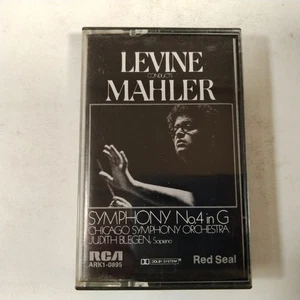 LEVINE
CONDUCTS
MAHLER
SYMPHONY No.4 in G
CHICAGO SYMPHONY ORCHESTRA
JUDITH BLEGEN, Soprano
RCA
ARK1-0895
DOLBY SYSTEM
Red Seal